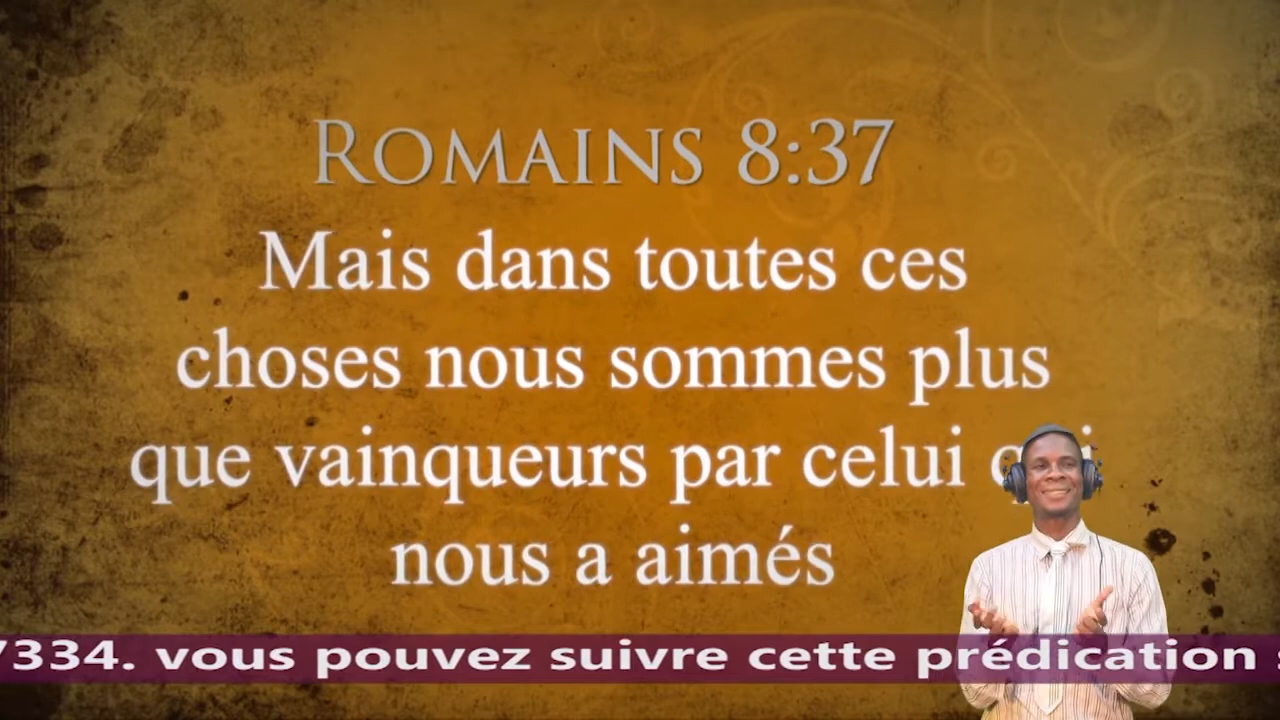 ROMAINS 8:37
Mais dans toutes ces
choses nous sommes plus
que vainqueurs par celui
nous a aimés
7334. vous pouvez suivre cette prédication